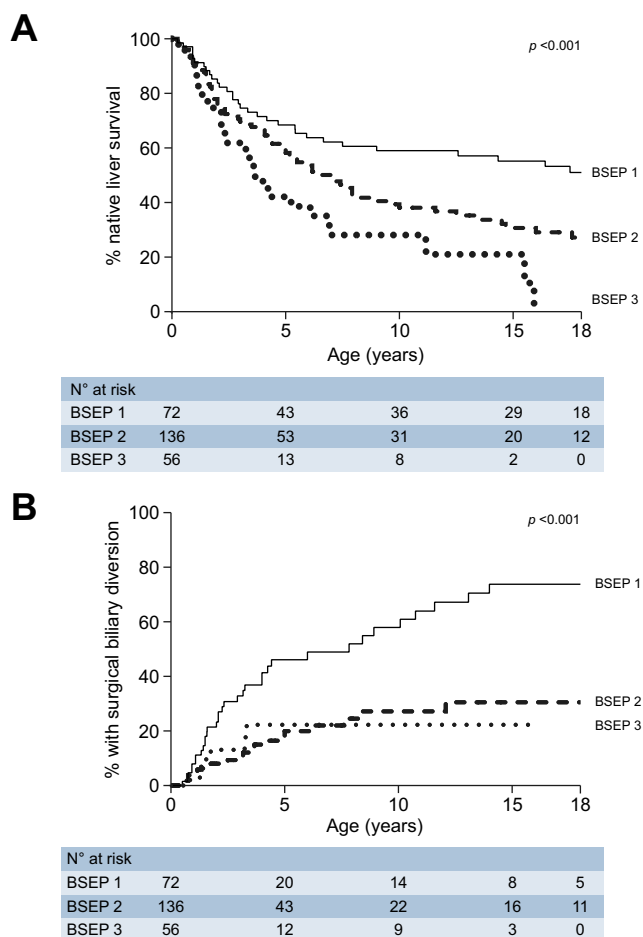 A
p <0.001
100
80
60
40
20
0
% native liver survival
BSEP 1
BSEP 2
BSEP 3
0 5 10 15 18
Age (years)
N° at risk
BSEP 1 72 43 36 29 18
BSEP 2 136 53 31 20 12
BSEP 3 56 13 8 2 0
B
p <0.001
100
80
60
40
20
0
% with surgical biliary diversion
BSEP 1
BSEP 2
BSEP 3
0 5 10 15 18
Age (years)
N° at risk
BSEP 1 72 20 14 8 5
BSEP 2 136 43 22 16 11
BSEP 3 56 12 9 3 0